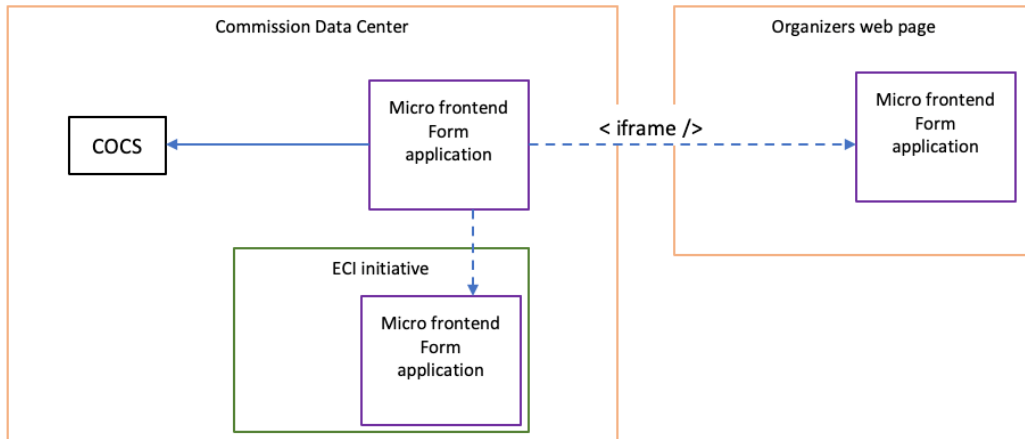 Commission Data Center
Organizers web page
Micro frontend
Form
application
COCS
< iframe />
Micro frontend
Form
application
ECI initiative
Micro frontend
Form
application